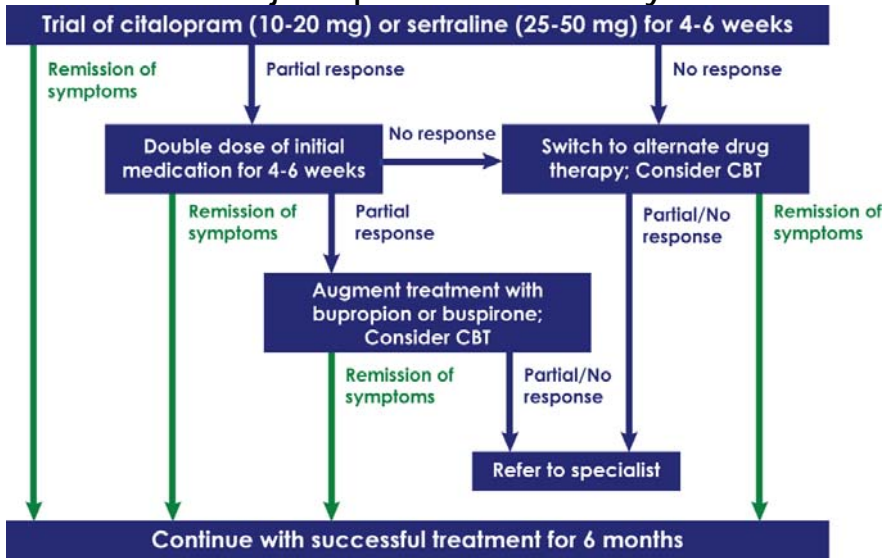 Trial of citalopram (10-20 mg) or sertraline (25-50 mg) for 4-6 weeks
Remission of
symptoms
Partial response
No response
Double dose of initial
medication for 4-6 weeks
No response
Switch to alternate drug
therapy; Consider CBT
Remission of
symptoms
Partial
response
Partial/No
response
Remission of
symptoms
Augment treatment with
bupropion or buspirone;
Consider CBT
Remission of
symptoms
Partial/No
response
Refer to specialist
Continue with successful treatment for 6 months